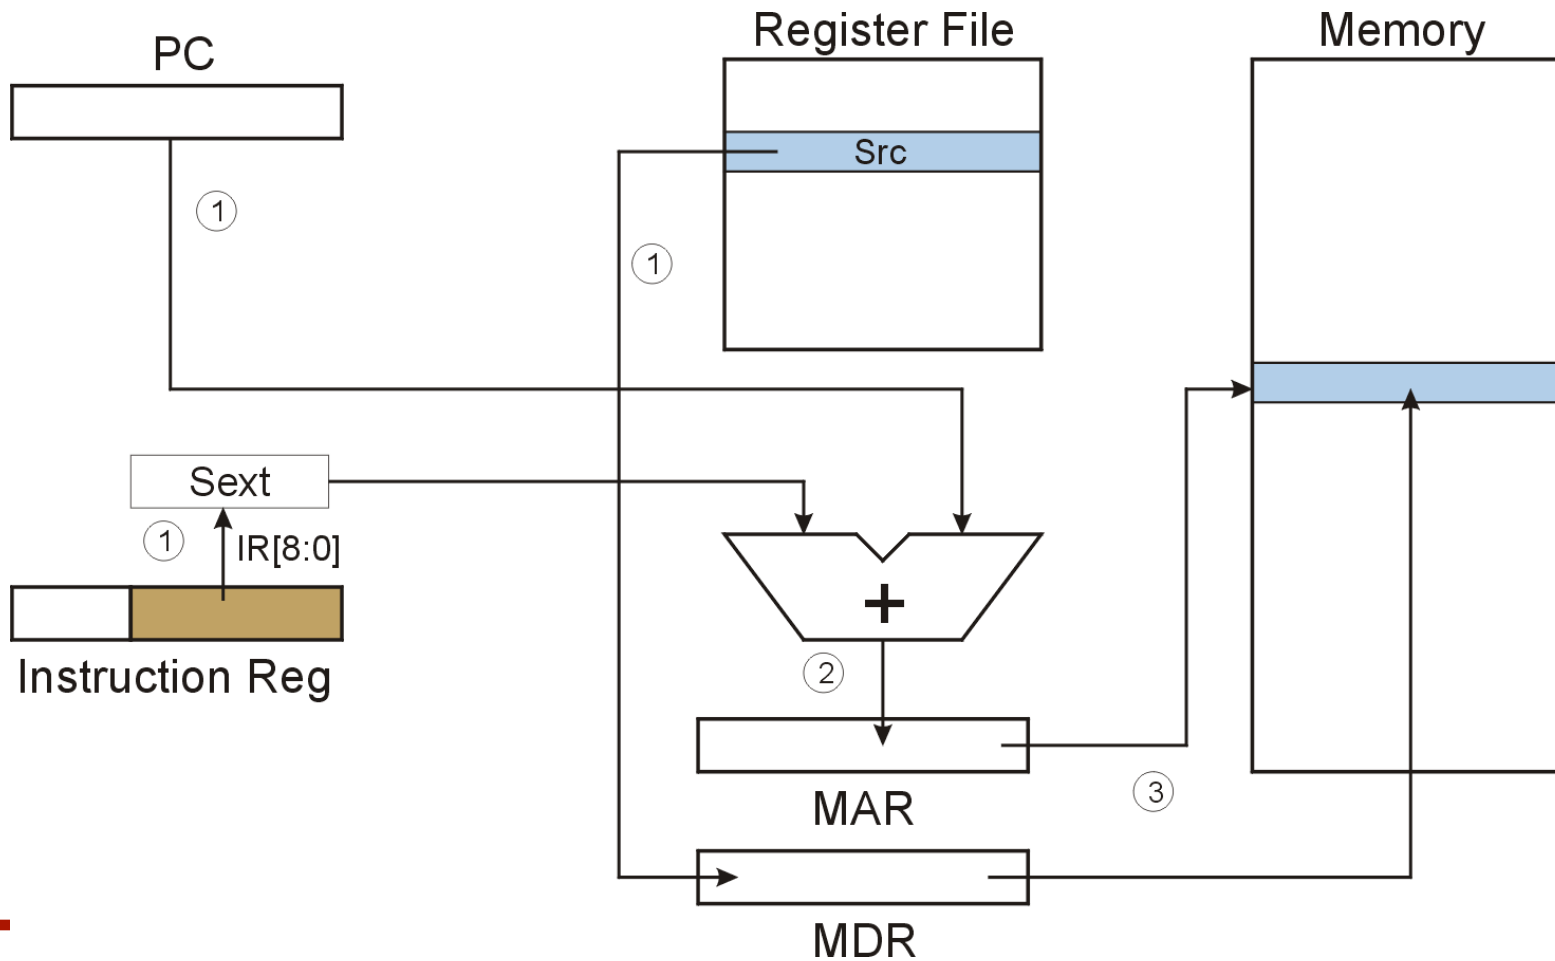 PC
Register File
Memory
Src
1
1
Sext
1
IR[8:0]
+
Instruction Reg
2
MAR
3
MDR